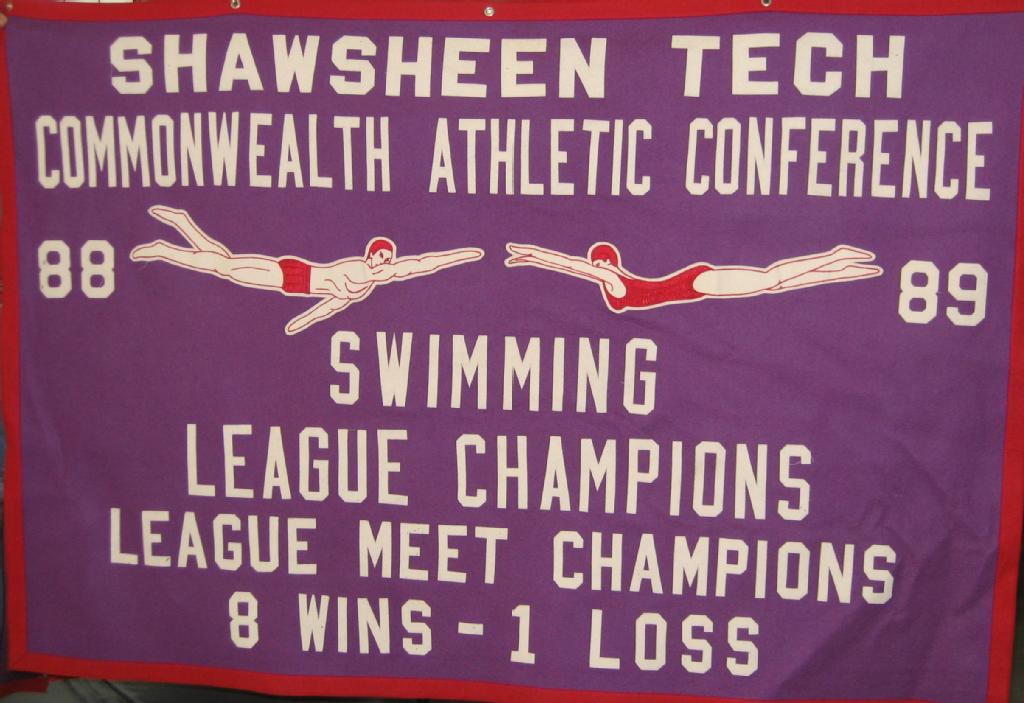 SHAWSHEEN TECH
COMMONWEALTH ATHLETIC CONFERENCE
88 89
SWIMMING
LEAGUE CHAMPIONS
LEAGUE MEET CHAMPIONS
8 WINS - 1 LOSS